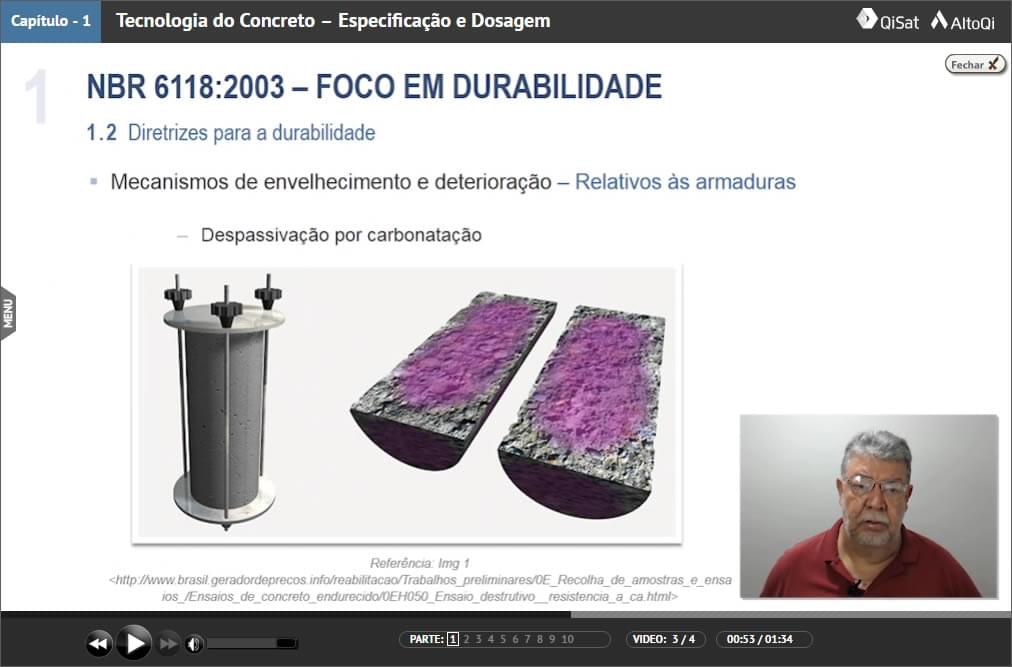 Capítulo - 1
Tecnologia do Concreto – Especificação e Dosagem
QiSat
AltoQi
Fechar
1
NBR 6118:2003 – FOCO EM DURABILIDADE
1.2 Diretrizes para a durabilidade
Mecanismos de envelhecimento e deterioração – Relativos às armaduras
– Despassivação por carbonatação
MENU
Referência: Img 1
<http://www.brasil.geradordeprecos.info/reabilitacao/Trabalhos_preliminares/0E_Recolha_de_amostras_e_ensa
ios_/Ensaios_de_concreto_endurecido/0EH050_Ensaio_destrutivo__resistencia_a_ca.html>
PARTE: 1 2 3 4 5 6 7 8 9 10
VIDEO: 3 / 4
00:53 / 01:34